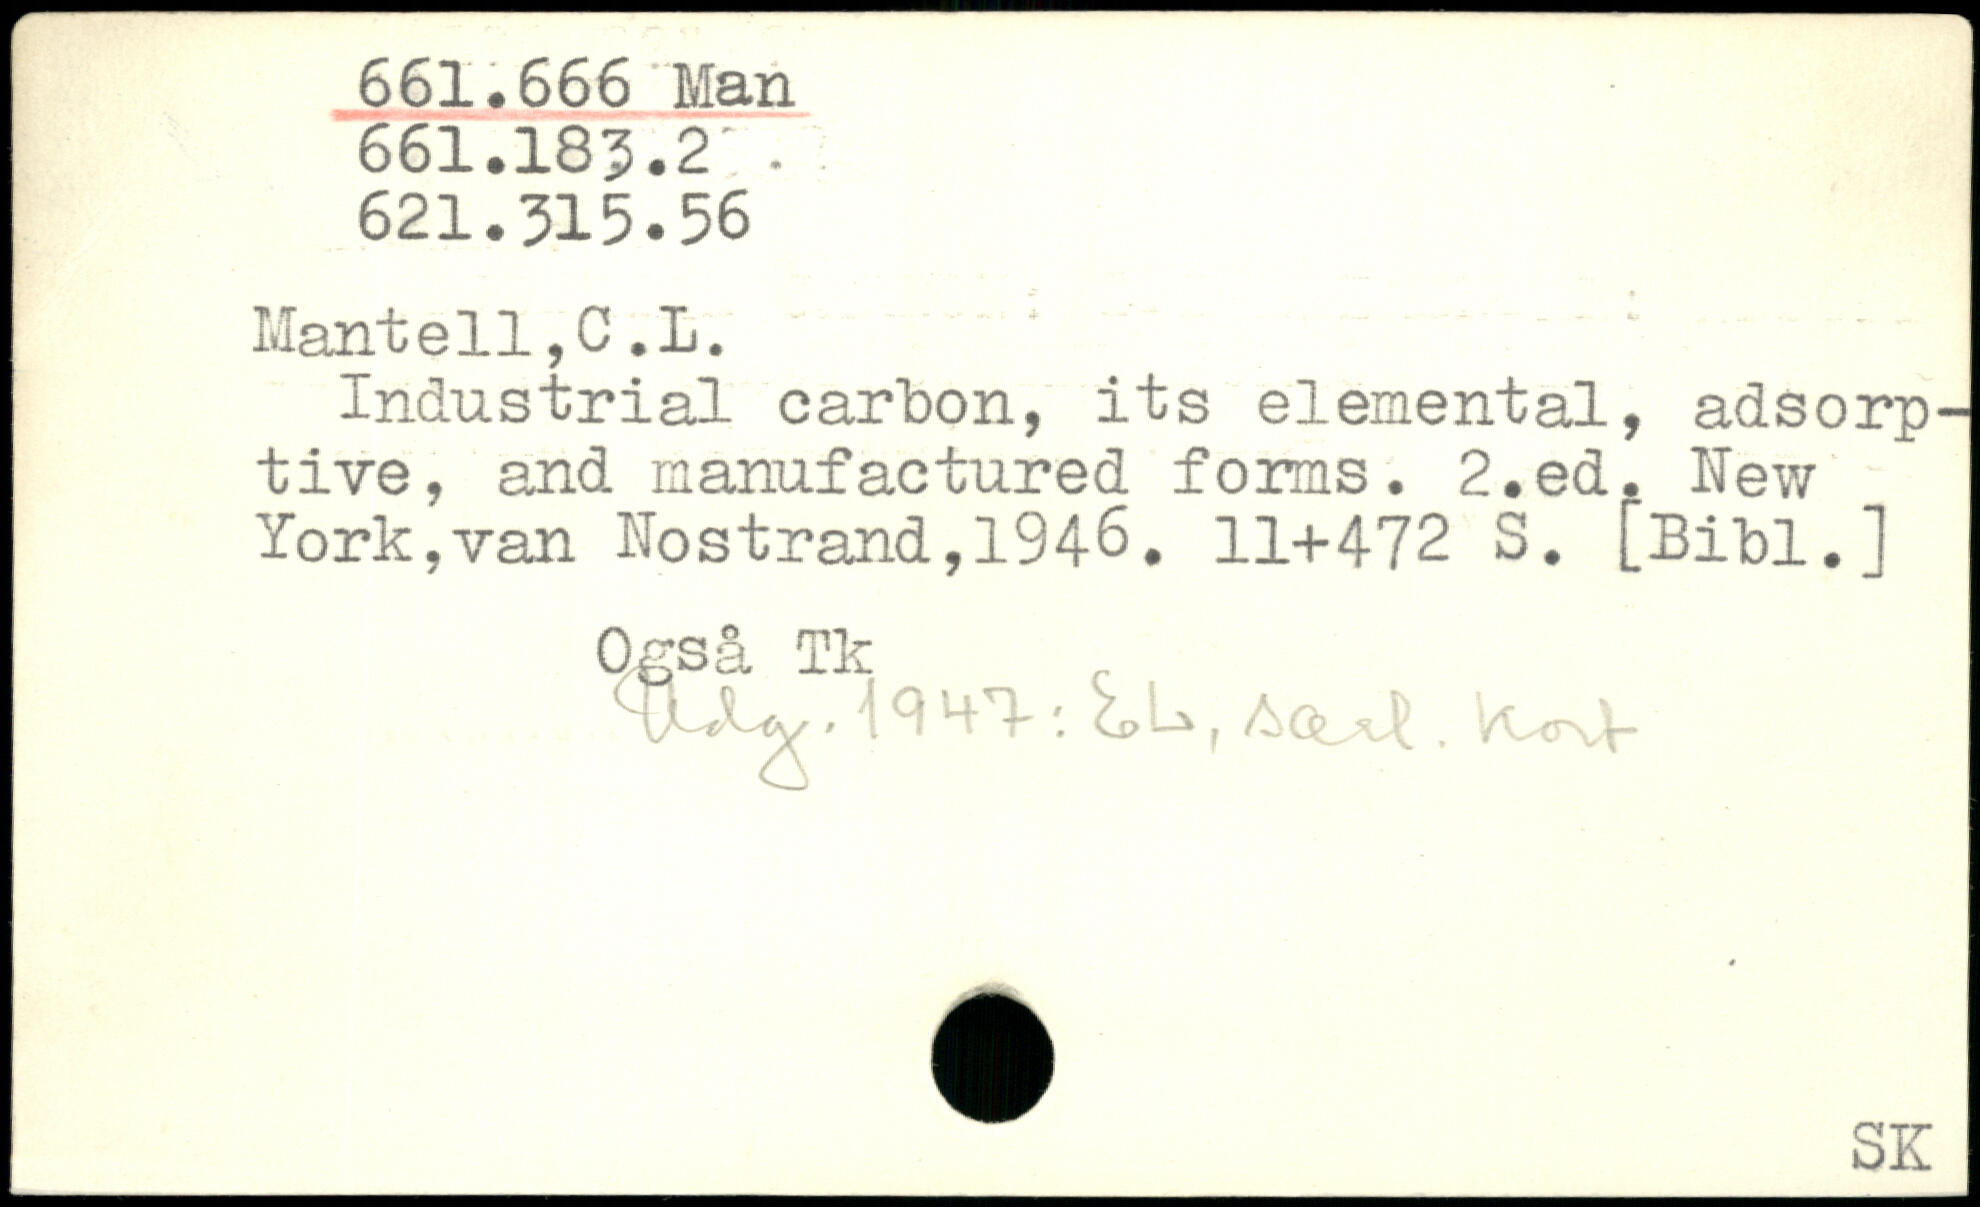 661.666 Man
661.183.2
621.315.56
Mantell,C.L.
Industrial carbon, its elemental, adsorp-
tive, and manufactured forms. 2.ed. New
York,van Nostrand,1946. 11+472 S. [Bibl.]
Også Tk
Udg. 1947: EL, særl. kort
SK